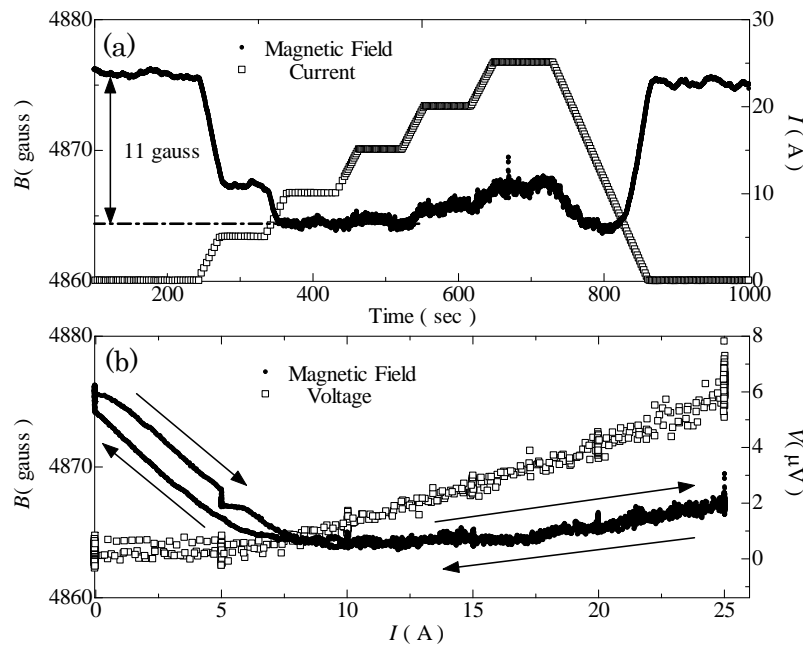 4880
30
(a)
Magnetic Field
Current
20
B( gauss)
4870
11 gauss
I(A)
10
4860
0
200
400
600
800
1000
Time ( sec)
4880
8
(b)
Magnetic Field
Voltage
6
B( gauss)
4870
4
V(μV)
2
0
4860
0
5
10
15
20
25
I ( A)